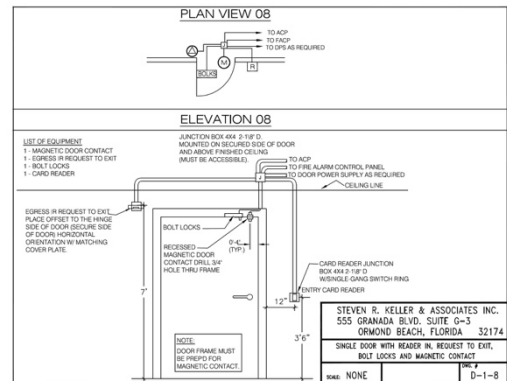 PLAN VIEW 08
TO ACP
TO FACP
TO DPS AS REQUIRED
J
M
R
BOLKS
ELEVATION 08
LIST OF EQUIPMENT
1 - MAGNETIC DOOR CONTACT
1 - EGRESS IR REQUEST TO EXIT
1 - BOLT LOCKS
1 - CARD READER
JUNCTION BOX 4X4 2-1\8" D.
MOUNTED ON SECURED SIDE OF DOOR
AND ABOVE FINISHED CEILING
(MUST BE ACCESSIBLE).
TO ACP
TO FIRE ALARM CONTROL PANEL
TO DOOR POWER SUPPLY AS REQUIRED
J
CEILING LINE
EGRESS IR REQUEST TO EXIT
PLACE OFFSET TO THE HINGE
SIDE OF DOOR (SECURE SIDE
OF DOOR) HORIZONTAL
ORIENTATION W/ MATCHING
COVER PLATE.
BOLT LOCKS
RECESSED
MAGNETIC DOOR
CONTACT DRILL 3/4"
HOLE THRU FRAME
0'-4"
(TYP.)
CARD READER JUNCTION
BOX 4X4 2-1\8" D
W/SINGLE-GANG SWITCH RING
ENTRY CARD READER
7'
12"
3'6"
NOTE:
DOOR FRAME MUST
BE PREP'D FOR
MAGNETIC CONTACT.
STEVEN R. KELLER & ASSOCIATES INC.
555 GRANADA BLVD. SUITE G-3
ORMOND BEACH, FLORIDA 32174
SINGLE DOOR WITH READER IN, REQUEST TO EXIT,
BOLT LOCKS AND MAGNETIC CONTACT
SCALE: NONE
DWG. #
D-1-8